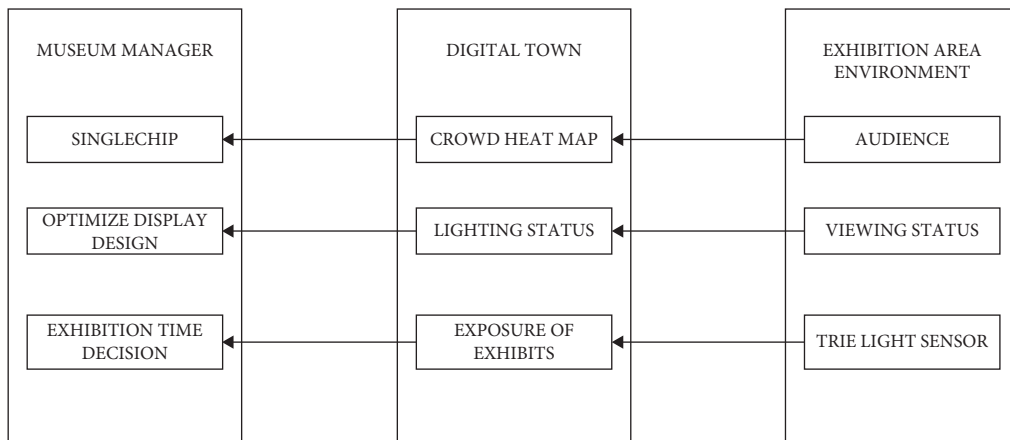 MUSEUM MANAGER
SINGLECHIP
OPTIMIZE DISPLAY
DESIGN
EXHIBITION TIME
DECISION
DIGITAL TOWN
CROWD HEAT MAP
LIGHTING STATUS
EXPOSURE OF
EXHIBITS
EXHIBITION AREA
ENVIRONMENT
AUDIENCE
VIEWING STATUS
TRIE LIGHT SENSOR